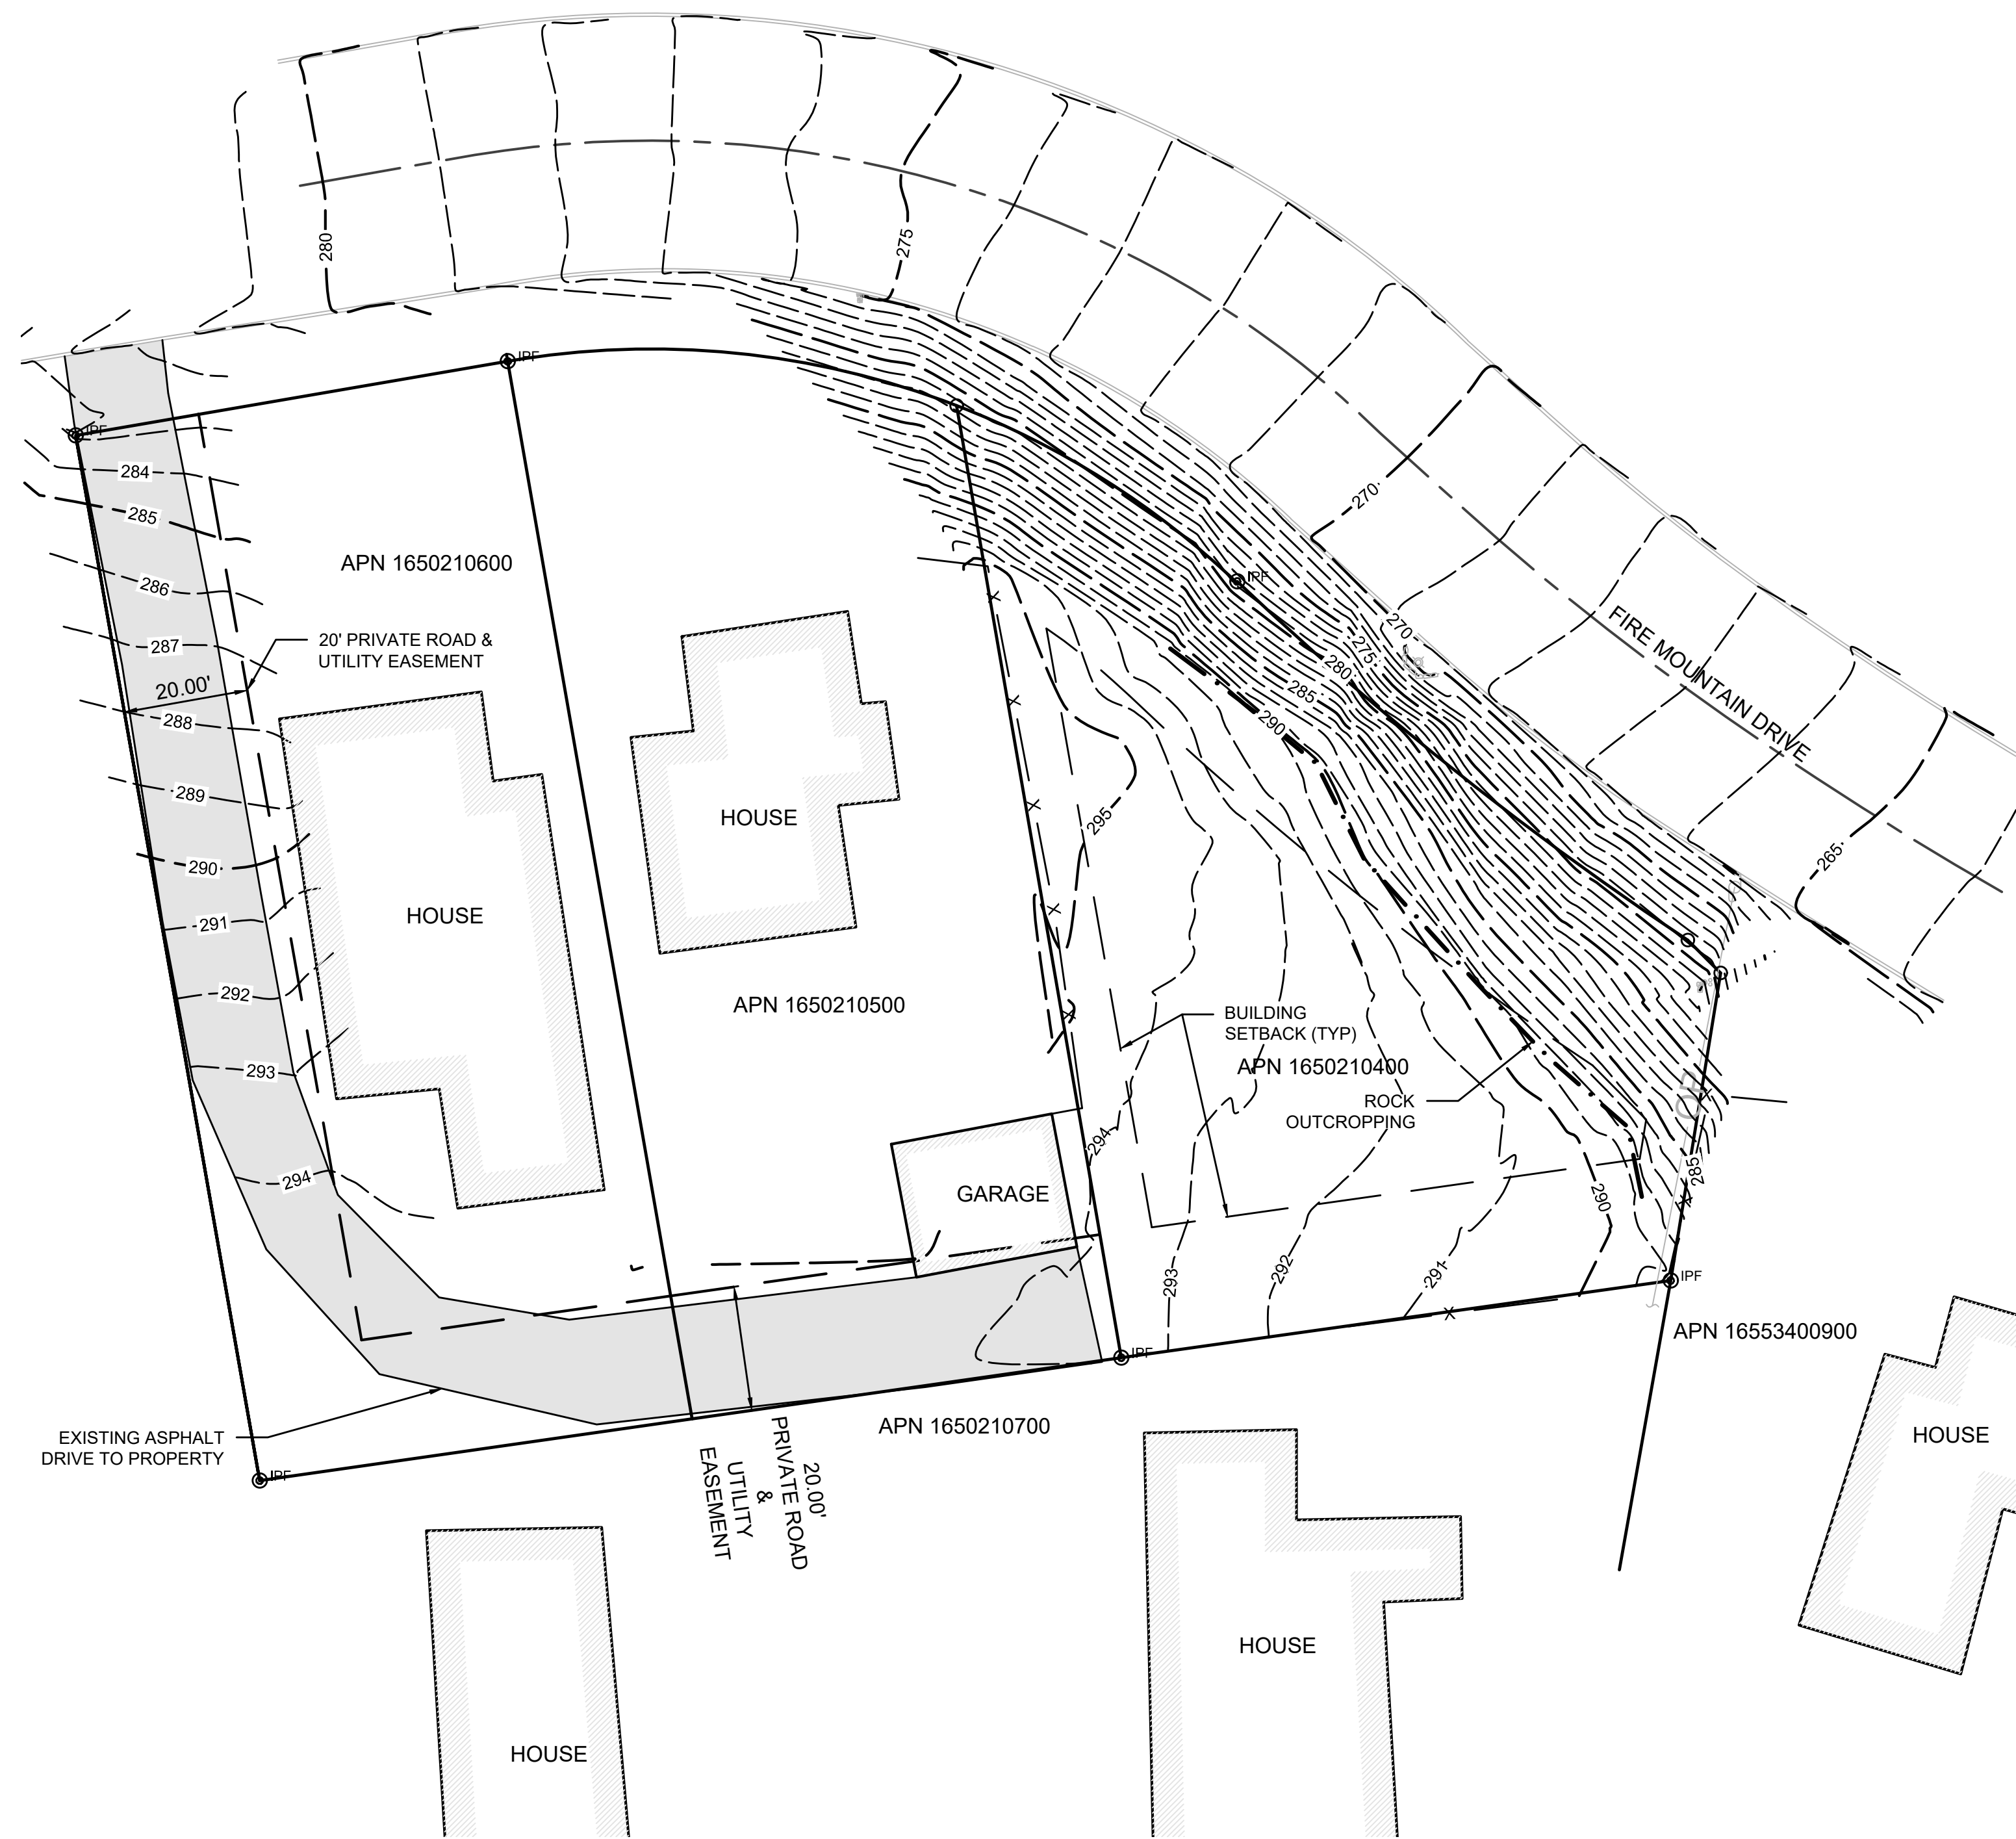 280
275
IPF
IPF
284
285
270
APN 1650210600
286
IPF
287
20' PRIVATE ROAD &
UTILITY EASEMENT
270
275
280
285
290
FIRE MOUNTAIN DRIVE
20.00'
288
289
HOUSE
295
265
290
HOUSE
291
292
APN 1650210500
BUILDING
SETBACK (TYP)
APN 1650210400
293
ROCK
OUTCROPPING
OH
294
294
GARAGE
285
290
293
292
291
IPF
APN 16553400900
IPF
APN 1650210700
EXISTING ASPHALT
DRIVE TO PROPERTY
IPF
20.00'
PRIVATE ROAD
&
UTILITY
EASEMENT
HOUSE
HOUSE
HOUSE